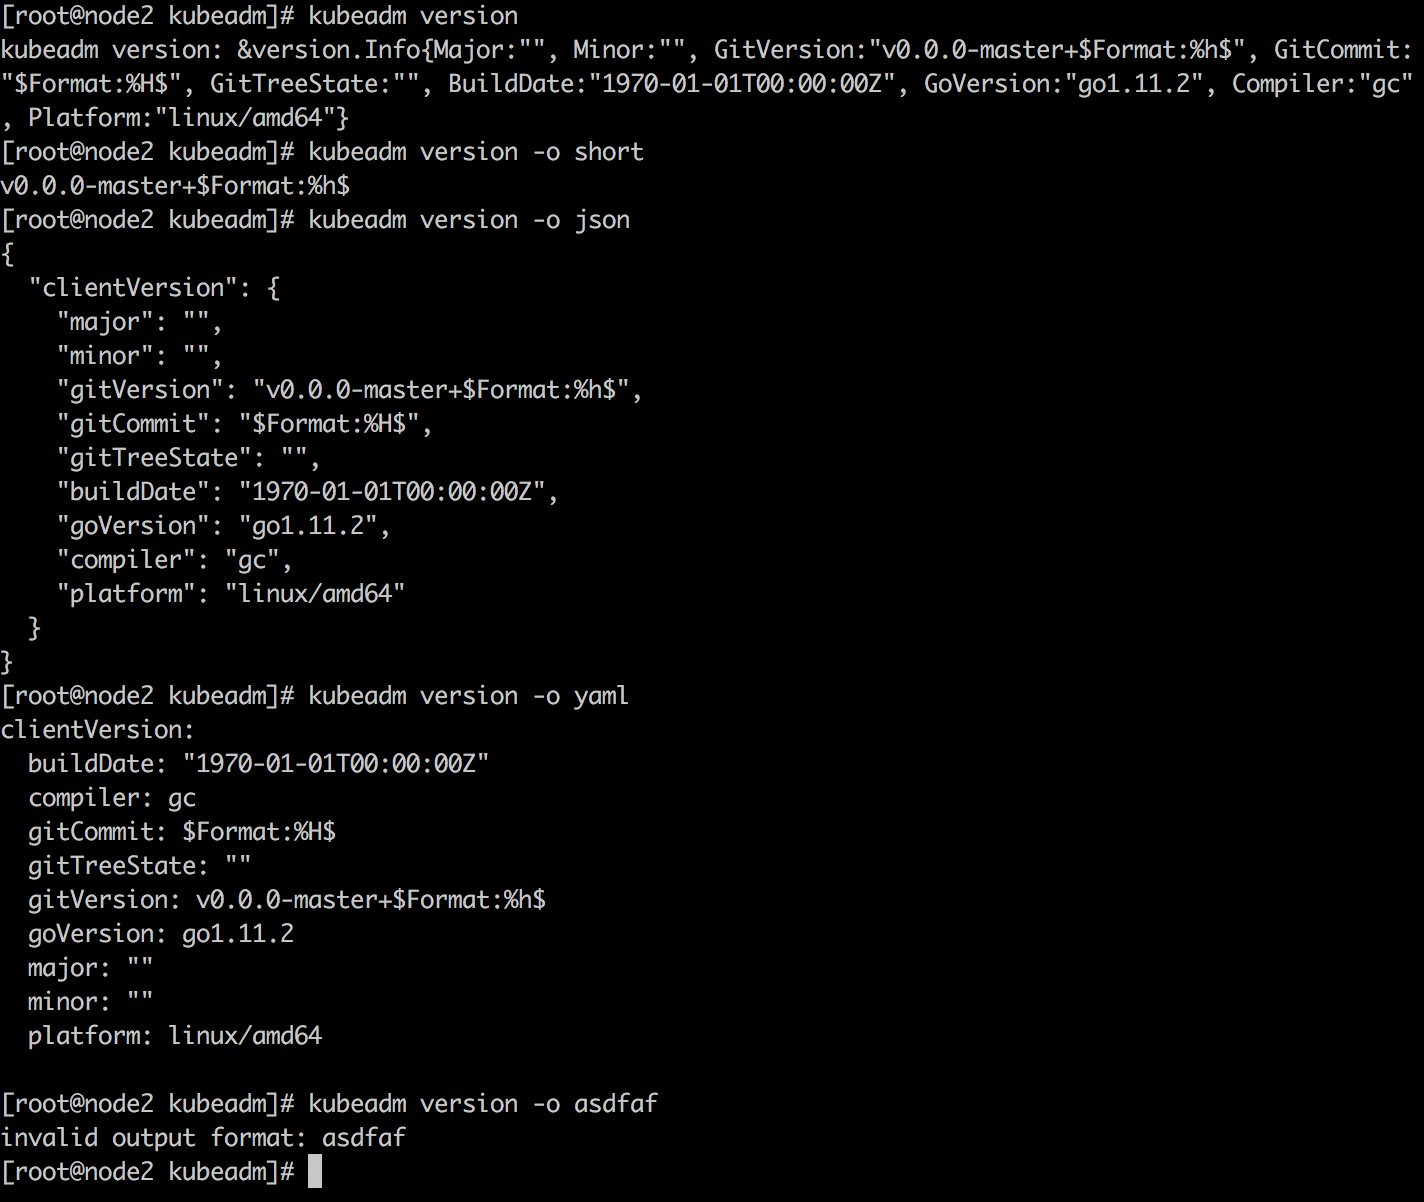 [root@node2 kubeadm]# kubeadm version
kubeadm version: &version.Info{Major:"", Minor:"", GitVersion:"v0.0.0-master+$Format:%h$", GitCommit:
"$Format:%H$", GitTreeState:"", BuildDate:"1970-01-01T00:00:00Z", GoVersion:"go1.11.2", Compiler:"gc"
, Platform:"linux/amd64"}
[root@node2 kubeadm]# kubeadm version -o short
v0.0.0-master+$Format:%h$
[root@node2 kubeadm]# kubeadm version -o json
{
  "clientVersion": {
    "major": "",
    "minor": "",
    "gitVersion": "v0.0.0-master+$Format:%h$",
    "gitCommit": "$Format:%H$",
    "gitTreeState": "",
    "buildDate": "1970-01-01T00:00:00Z",
    "goVersion": "go1.11.2",
    "compiler": "gc",
    "platform": "linux/amd64"
  }
}
[root@node2 kubeadm]# kubeadm version -o yaml
clientVersion:
  buildDate: "1970-01-01T00:00:00Z"
  compiler: gc
  gitCommit: $Format:%H$
  gitTreeState: ""
  gitVersion: v0.0.0-master+$Format:%h$
  goVersion: go1.11.2
  major: ""
  minor: ""
  platform: linux/amd64

[root@node2 kubeadm]# kubeadm version -o asdfaf
invalid output format: asdfaf
[root@node2 kubeadm]#